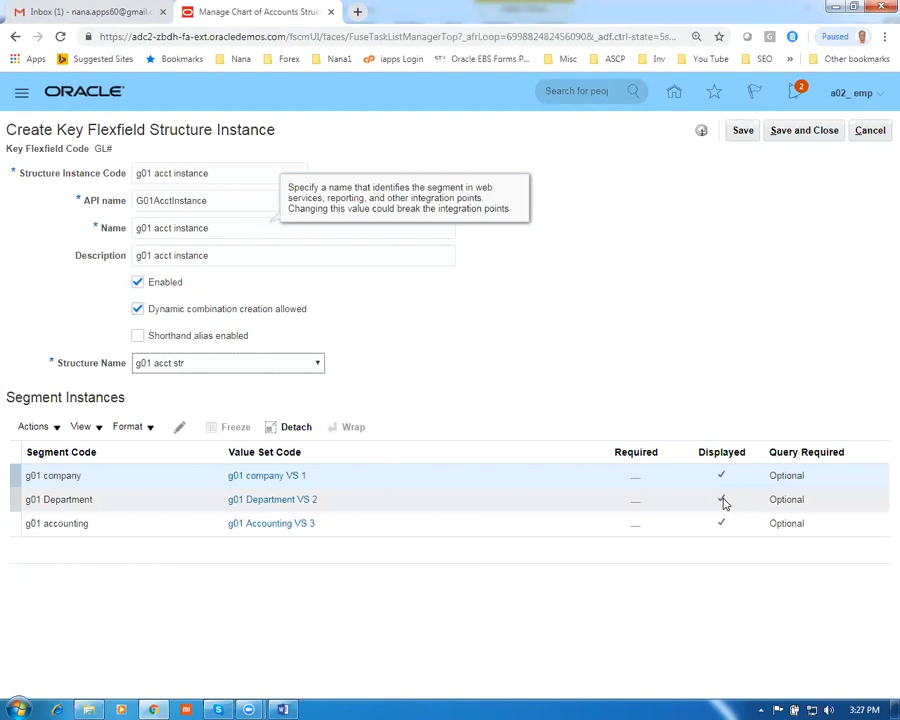 Inbox (1) - nana.apps60@gmail.c
Manage Chart of Accounts Struc
https://adc2-zbdh-fa-ext.oracledemos.com/fscmUI/faces/FuseTaskListManagerTop?_afrLoop=6998824824560908&_adf.ctrl-state=5s...
Paused
Apps
Suggested Sites
Bookmarks
Nana
Forex
Nana1
iapps Login
Oracle EBS Forms P...
Misc
ASCP
Inv
You Tube
SEO
»
Other bookmarks
ORACLE
Search for peop
2
a02_ emp
Create Key Flexfield Structure Instance
Save
Save and Close
Cancel
Key Flexfield Code GL#
* Structure Instance Code g01 acct instance
* API name G01AcctInstance
Specify a name that identifies the segment in web
services, reporting, and other integration points.
Changing this value could break the integration points
* Name g01 acct instance
Description g01 acct instance
Enabled
Dynamic combination creation allowed
Shorthand alias enabled
* Structure Name g01 acct str
Segment Instances
Actions View Format Freeze Detach Wrap
Segment Code Value Set Code Required Displayed Query Required
g01 company g01 company VS 1 Optional
g01 Department g01 Department VS 2 Optional
g01 accounting g01 Accounting VS 3 Optional
3:27 PM